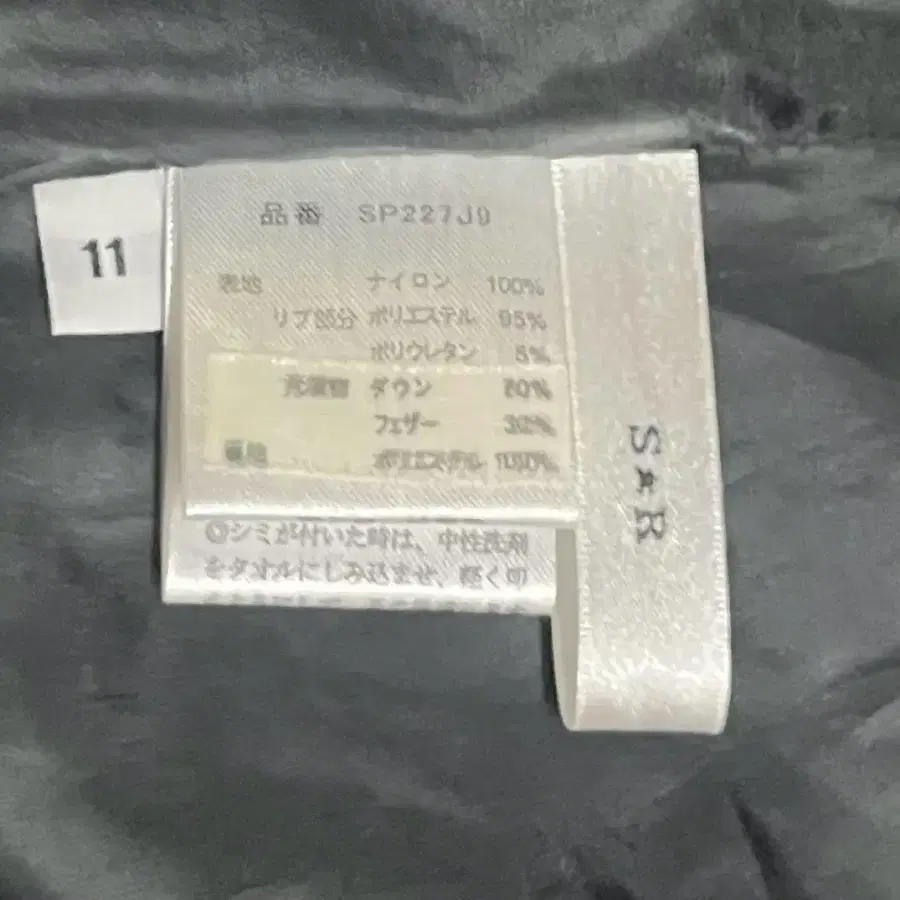 11
品番 SP227J9
表地 ナイロン 100%
リブ部分 ポリエステル 95%
ポリウレタン 5%
充填物 ダウン
フェザー
裏地 ポリエステル 100%
シミが付いた時は、中性洗剤
をタオルにしみ込ませ、軽く叩
S R